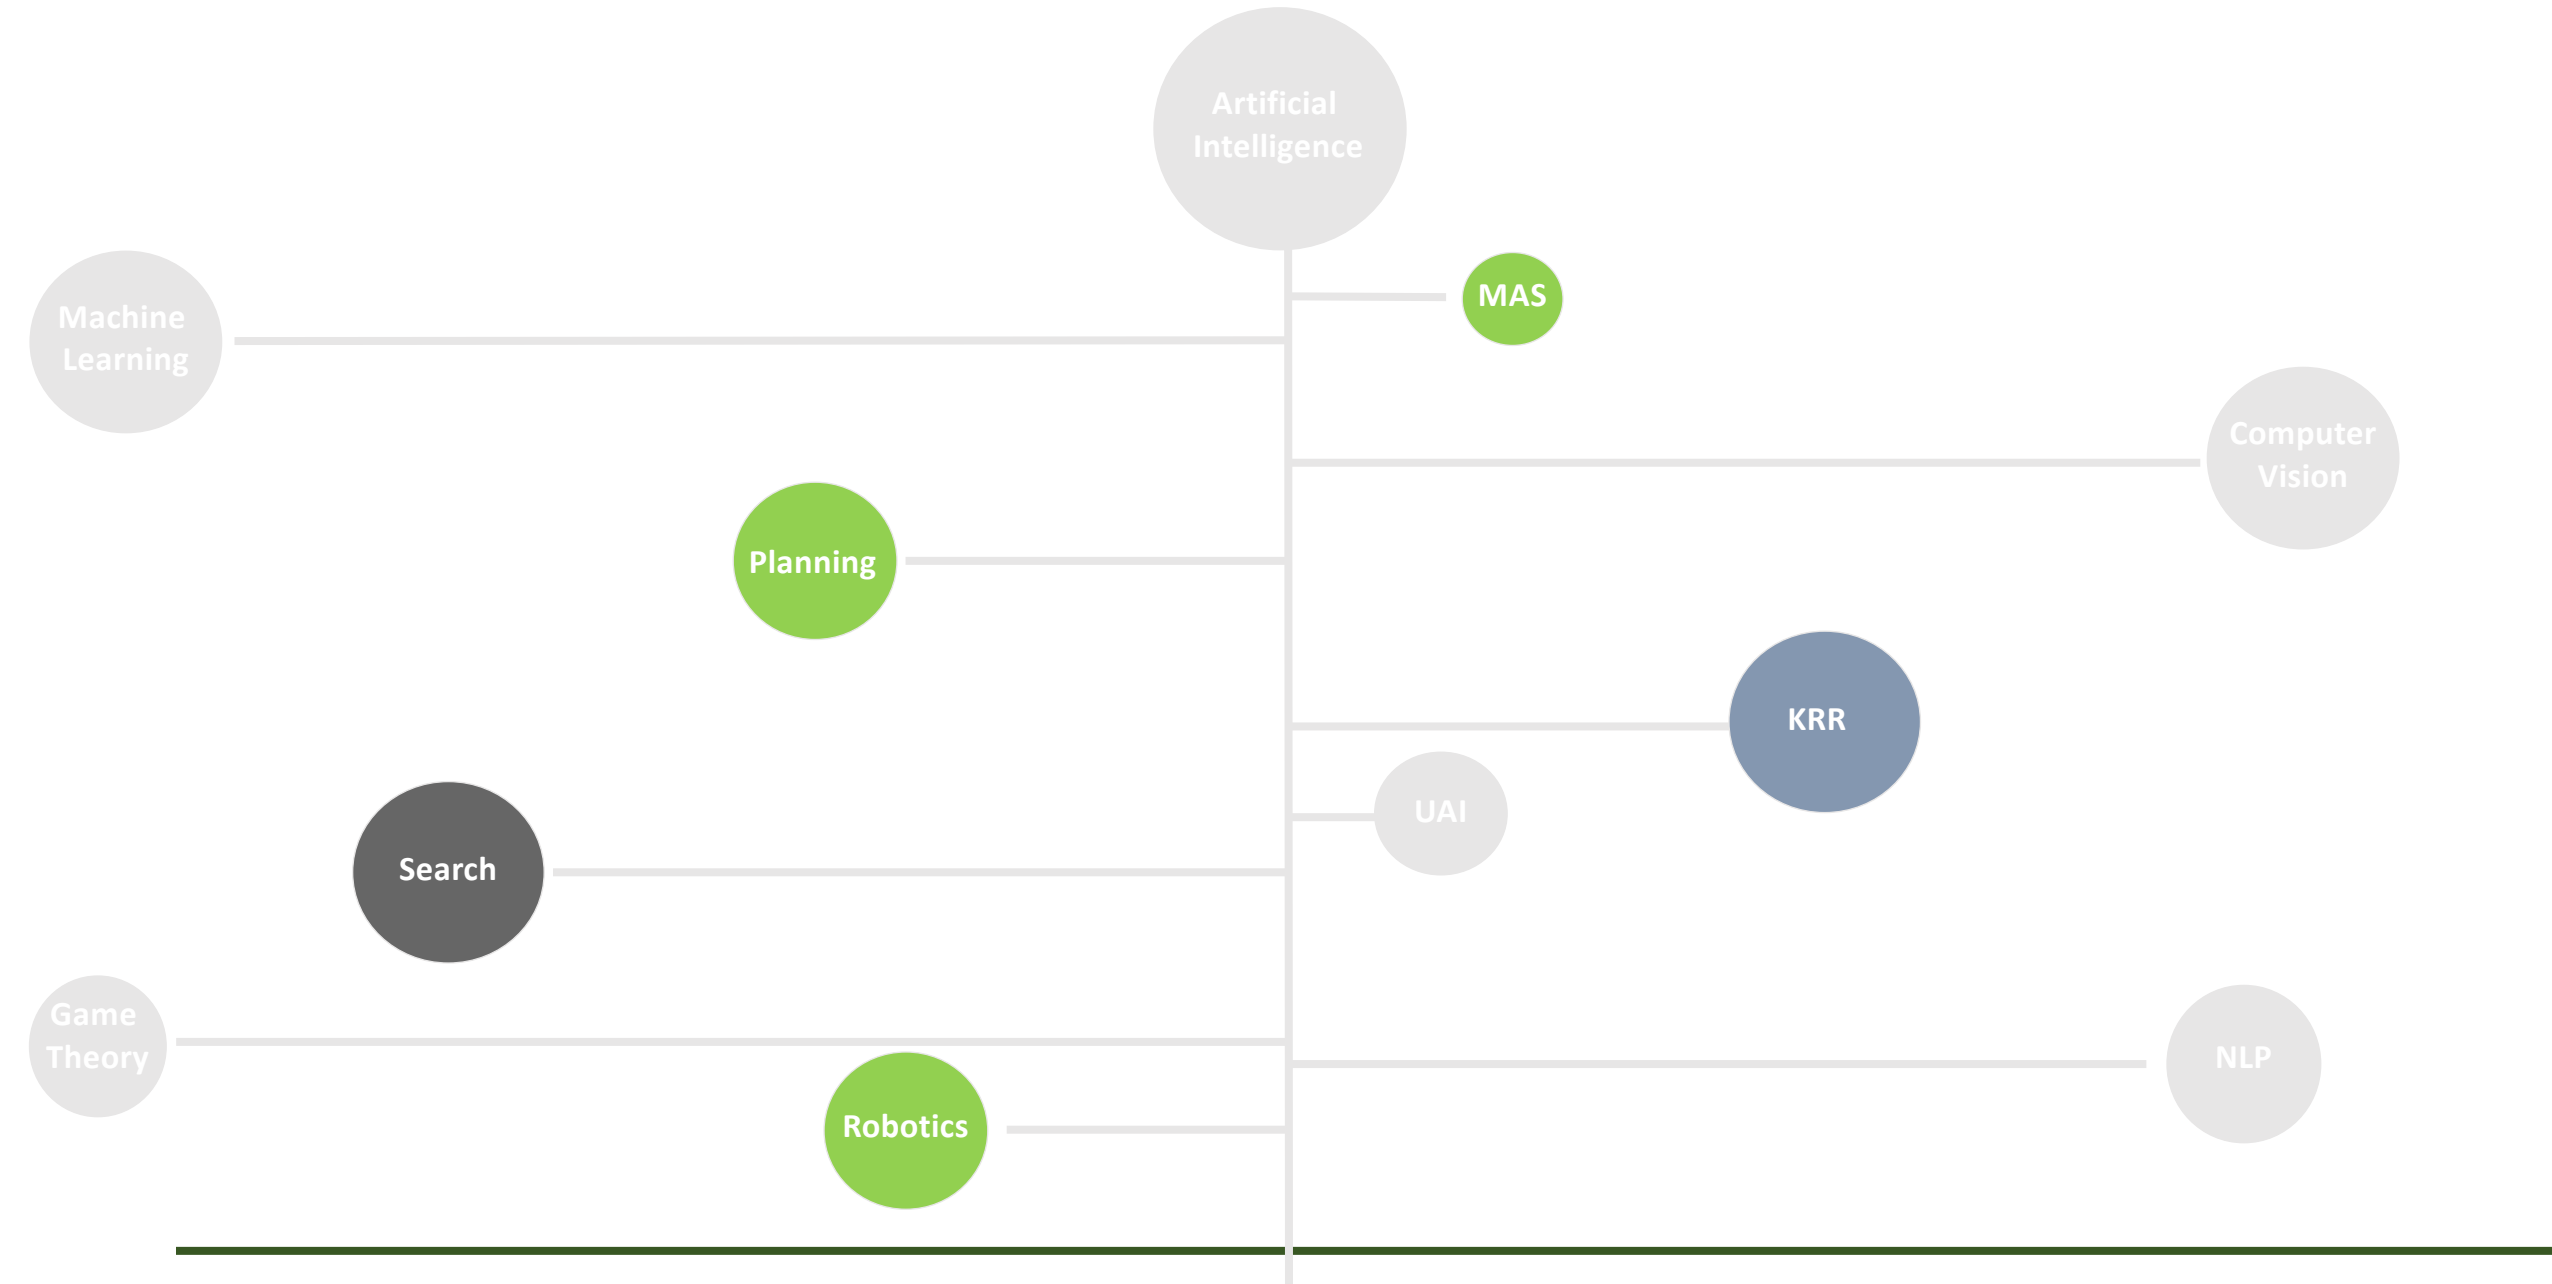 Artificial
Intelligence
MAS
Machine
Learning
Computer
Vision
Planning
KRR
UAI
Search
Game
Theory
NLP
Robotics